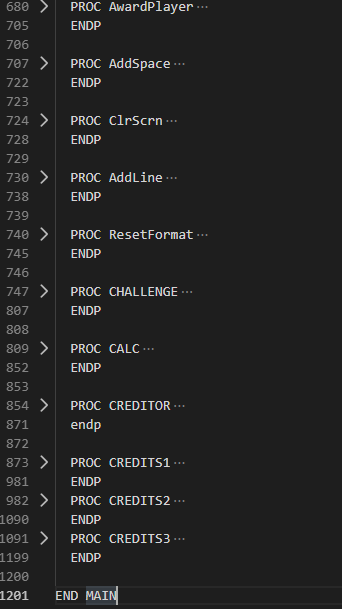 680 > PROC AwardPlayer ···
705 ENDP
706
707 > PROC AddSpace ···
722 ENDP
723
724 > PROC ClrScrn ···
728 ENDP
729
730 > PROC AddLine ···
738 ENDP
739
740 > PROC ResetFormat ···
745 ENDP
746
747 > PROC CHALLENGE ···
807 ENDP
808
809 > PROC CALC ···
852 ENDP
853
854 > PROC CREDITOR ···
871 endp
872
873 > PROC CREDITS1 ···
981 ENDP
982 > PROC CREDITS2 ···
1090 ENDP
1091 > PROC CREDITS3 ···
1199 ENDP
1200
1201 END MAIN